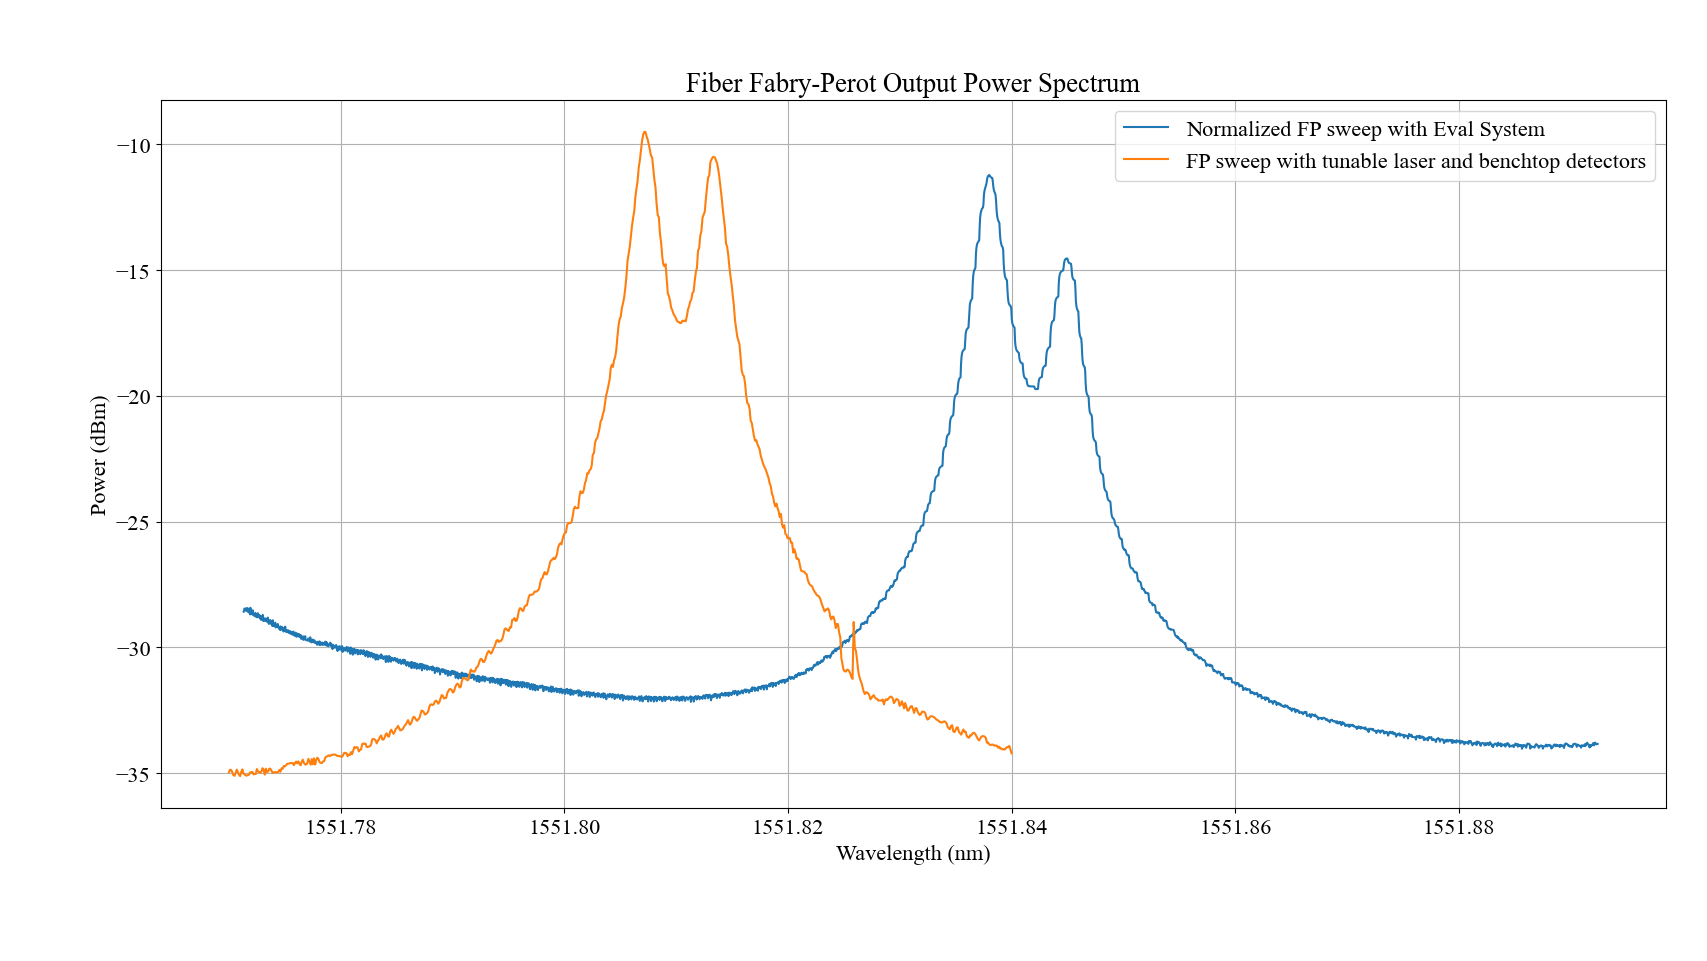 Fiber Fabry-Perot Output Power Spectrum
Normalized FP sweep with Eval System
FP sweep with tunable laser and benchtop detectors
Power (dBm)
−10
−15
−20
−25
−30
−35
1551.78 1551.80 1551.82 1551.84 1551.86 1551.88
Wavelength (nm)